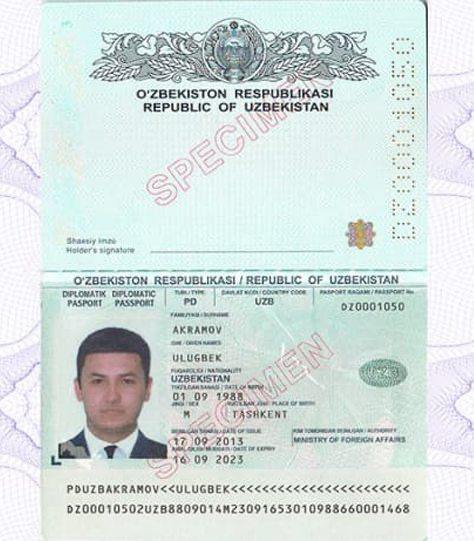 O'ZBEKISTON RESPUBLIKASI
REPUBLIC OF UZBEKISTAN
SPECIMEN
DZ0001050
Shaxsiy imzo
Holder's signature
O'ZBEKISTON RESPUBLIKASI / REPUBLIC OF UZBEKISTAN
DIPLOMATIK DIPLOMATIC
PASPORT PASSPORT
TURI / TYPE
PD
DAVLAT KODI / COUNTRY CODE
UZB
PASPORT RAQAMI / PASSPORT No
DZ0001050
FAMILIYASI / SURNAME
AKRAMOV
ISMI / GIVEN NAMES
ULUGBEK
FUQAROLIGI / NATIONALITY
UZBEKISTAN
TUG'ILGAN SANASI / DATE OF BIRTH
01 09 1988
JINSI / SEX
M
TUG'ILGAN JOYI / PLACE OF BIRTH
TASHKENT
BERILGAN SANASI / DATE OF ISSUE
17 09 2013
KIM TOMONIDAN BERILGAN / AUTHORITY
MINISTRY OF FOREIGN AFFAIRS
AMAL QILISH MUDDATI / DATE OF EXPIRY
16 09 2023
SPECIMEN
PDUZBAKRAMOV<<ULUGBEK<<<<<<<<<<<<<<<<<<<<<<<
DZ00010502UZB8809014M23091653010988660001468